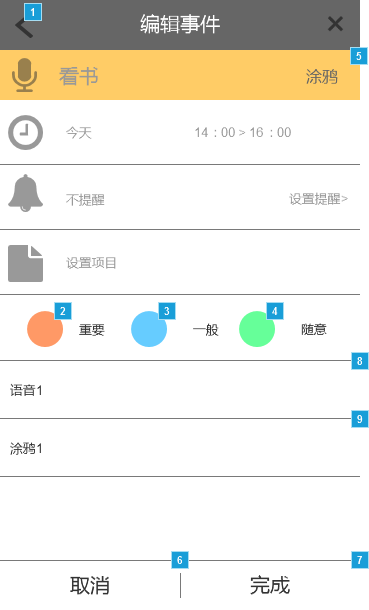 1
编辑事件
5
看书 涂鸦
今天 14：00 > 16：00
不提醒 设置提醒>
设置项目
2 3 4
重要 一般 随意
8
语音1
9
涂鸦1
6 7
取消 完成